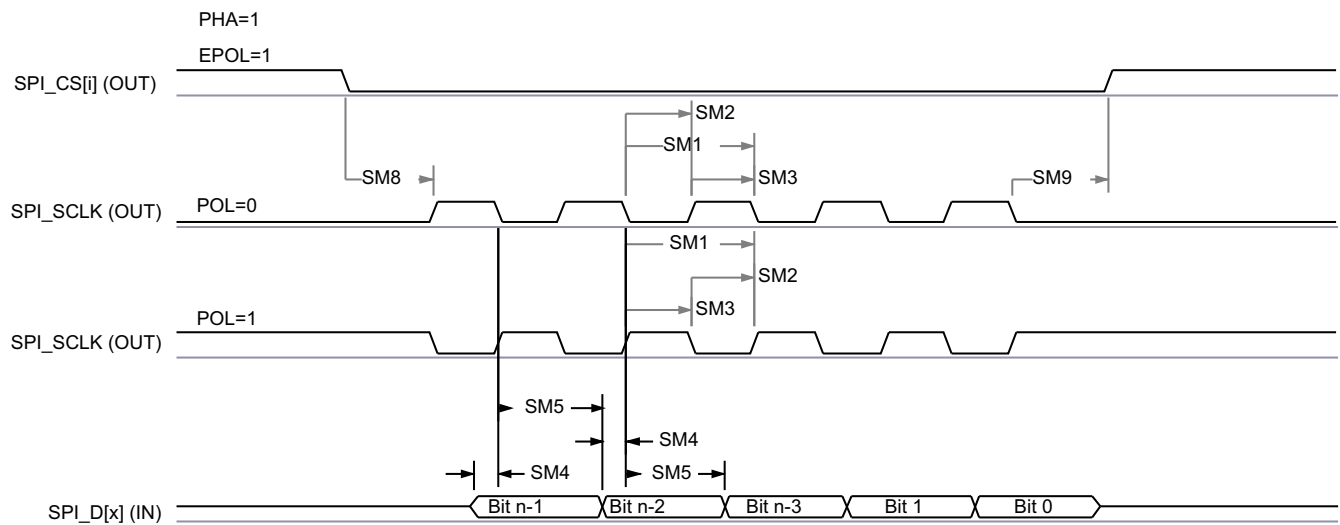 PHA=1
EPOL=1
SPI_CS[i] (OUT)
SM2
SM1
SM8
SM3
SM9
SPI_SCLK (OUT)
POL=0
SM1
SM2
SM3
POL=1
SPI_SCLK (OUT)
SM5
SM4
SM4
SM5
SPI_D[x] (IN)
Bit n-1
Bit n-2
Bit n-3
Bit 1
Bit 0